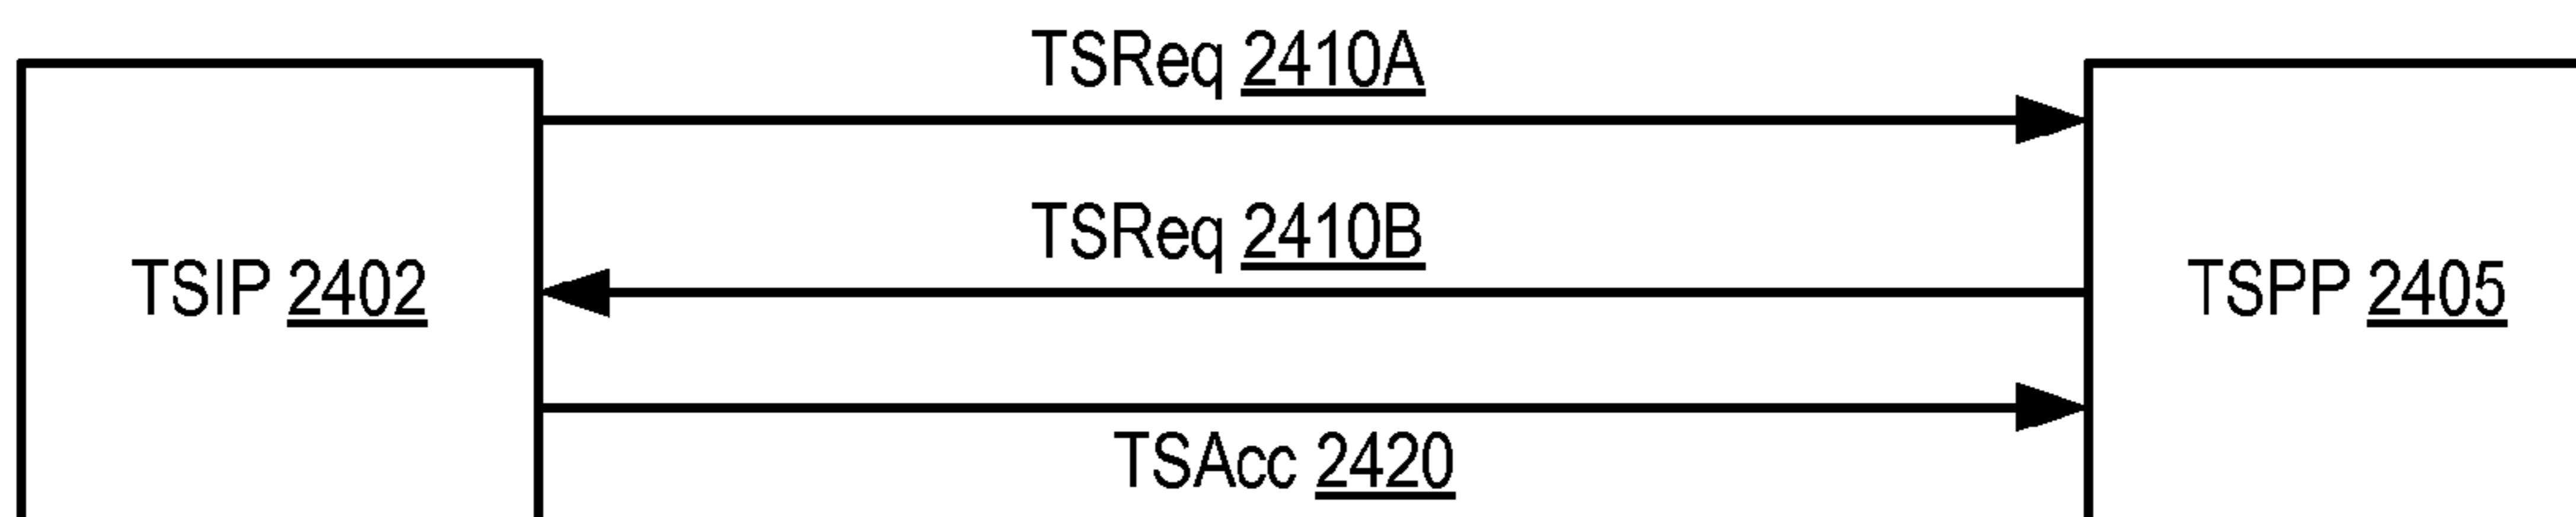 TSReq 2410A
TSReq 2410B
TSIP 2402
TSPP 2405
TSAcc 2420